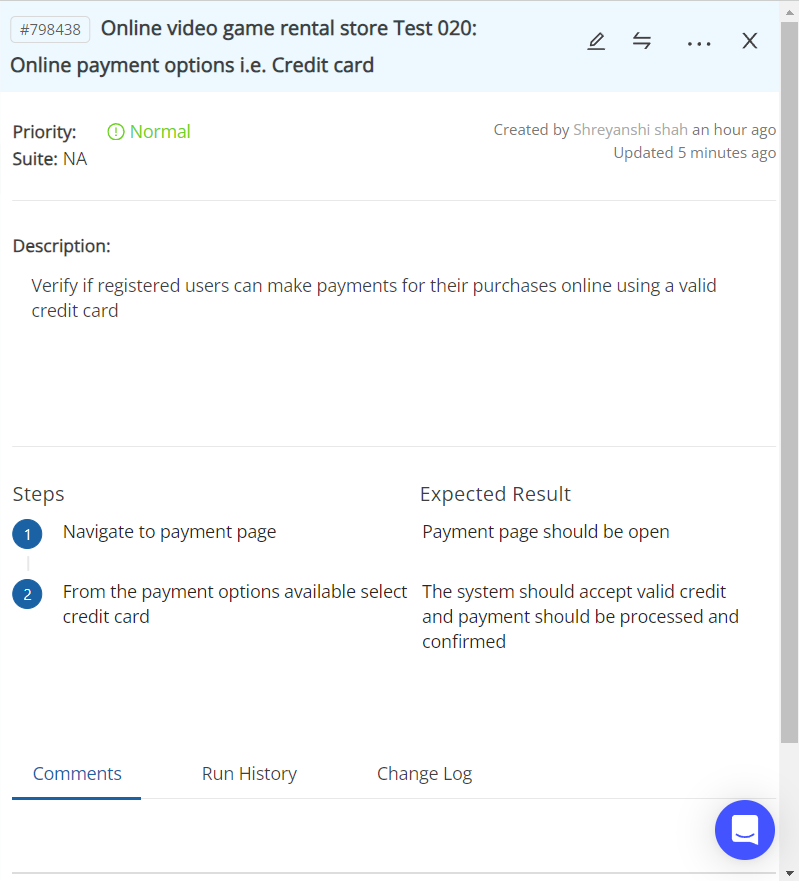 #798438 Online video game rental store Test 020:
Online payment options i.e. Credit card
Priority: Normal
Created by Shreyanshi shah an hour ago
Suite: NA
Updated 5 minutes ago
Description:
Verify if registered users can make payments for their purchases online using a valid
credit card
Steps
Expected Result
1 Navigate to payment page
Payment page should be open
2 From the payment options available select
credit card
The system should accept valid credit
and payment should be processed and
confirmed
Comments Run History Change Log